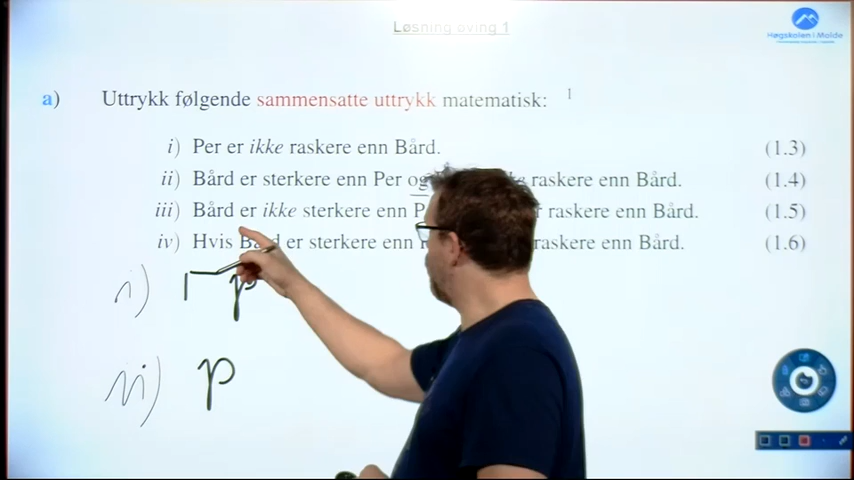 Løsning øving 1
Høgskolen i Molde
a) Uttrykk følgende sammensatte uttrykk matematisk: 1
i) Per er ikke raskere enn Bård. (1.3)
ii) Bård er sterkere enn Per og raskere enn Bård. (1.4)
iii) Bård er ikke sterkere enn raskere enn Bård. (1.5)
iv) Hvis Bård er sterkere enn raskere enn Bård. (1.6)
i) ¬ p
ii) p